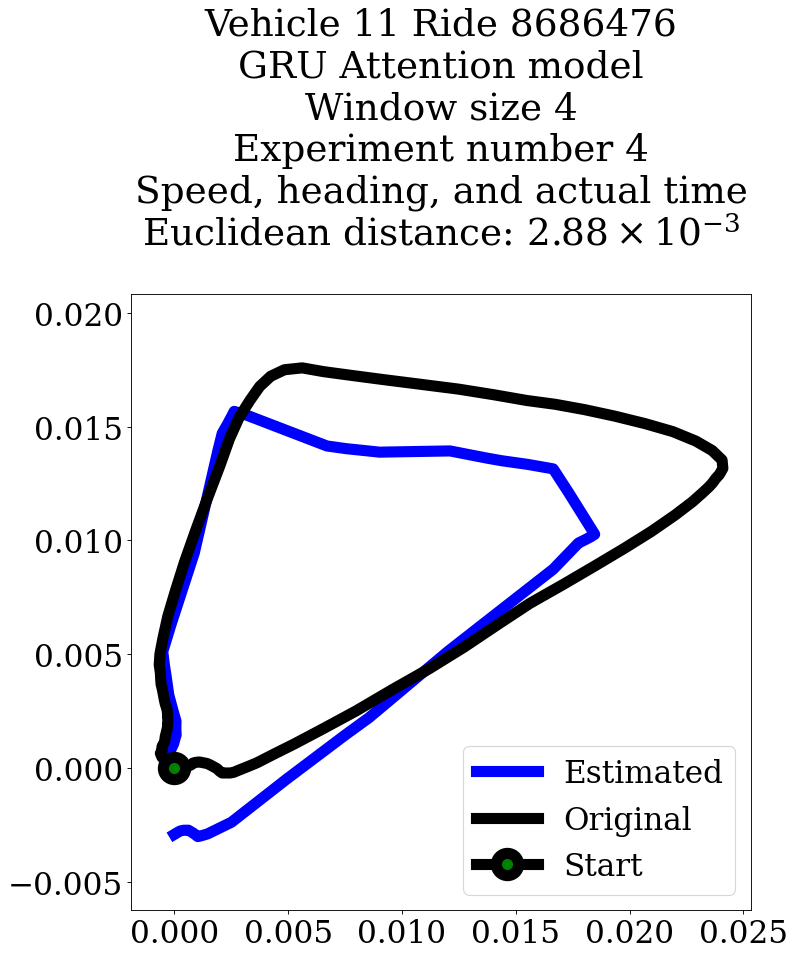 Vehicle 11 Ride 8686476
GRU Attention model
Window size 4
Experiment number 4
Speed, heading, and actual time
Euclidean distance: 2.88 × 10⁻³
0.020
0.015
0.010
0.005
0.000
−0.005
Estimated
Original
Start
0.000 0.005 0.010 0.015 0.020 0.025